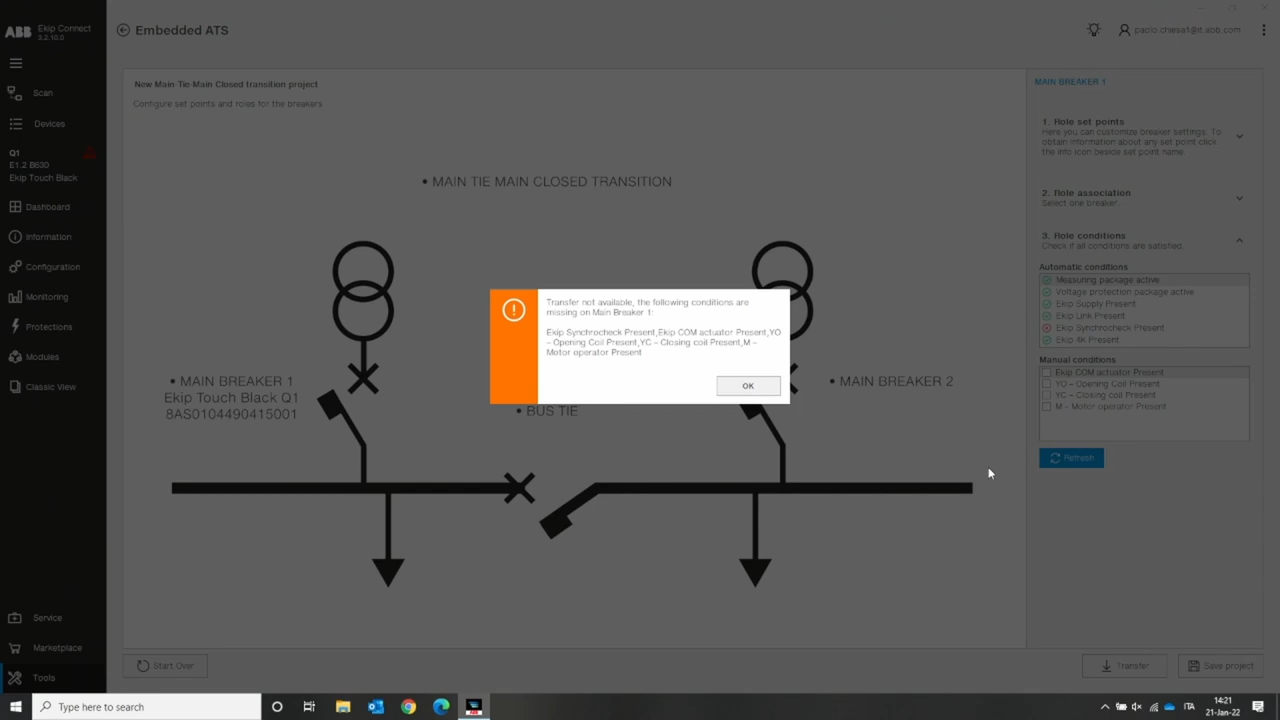 ABB
Ekip Connect
3.2.10.0
Embedded ATS
paolo.chiesa1@it.abb.com
Scan
Devices
Q1
E1.2 B630
Ekip Touch Black
Dashboard
Information
Configuration
Monitoring
Protections
Modules
Classic View
Service
Marketplace
Tools
New Main-Tie-Main Closed transition project
Configure set points and roles for the breakers
• MAIN TIE MAIN CLOSED TRANSITION
• MAIN BREAKER 1
Ekip Touch Black Q1
8AS0104490415001
• BUS TIE
• MAIN BREAKER 2
Transfer not available, the following conditions are
missing on Main Breaker 1:
Ekip Synchrocheck Present,Ekip COM actuator Present,YO
– Opening Coil Present,YC – Closing coil Present,M –
Motor operator Present
OK
MAIN BREAKER 1
1. Role set points
Here you can customize breaker settings. To
obtain information about any set point click
the info icon beside set point name
2. Role association
Select one breaker.
3. Role conditions
Check if all conditions are satisfied.
Automatic conditions
Measuring package active
Voltage protection package active
Ekip Supply Present
Ekip Link Present
Ekip Synchrocheck Present
Ekip 4K Present
Manual conditions
Ekip COM actuator Present
YO – Opening Coil Present
YC – Closing coil Present
M – Motor operator Present
Refresh
Start Over
Transfer
Save project
Type here to search
ITA
14:21
21-Jan-22